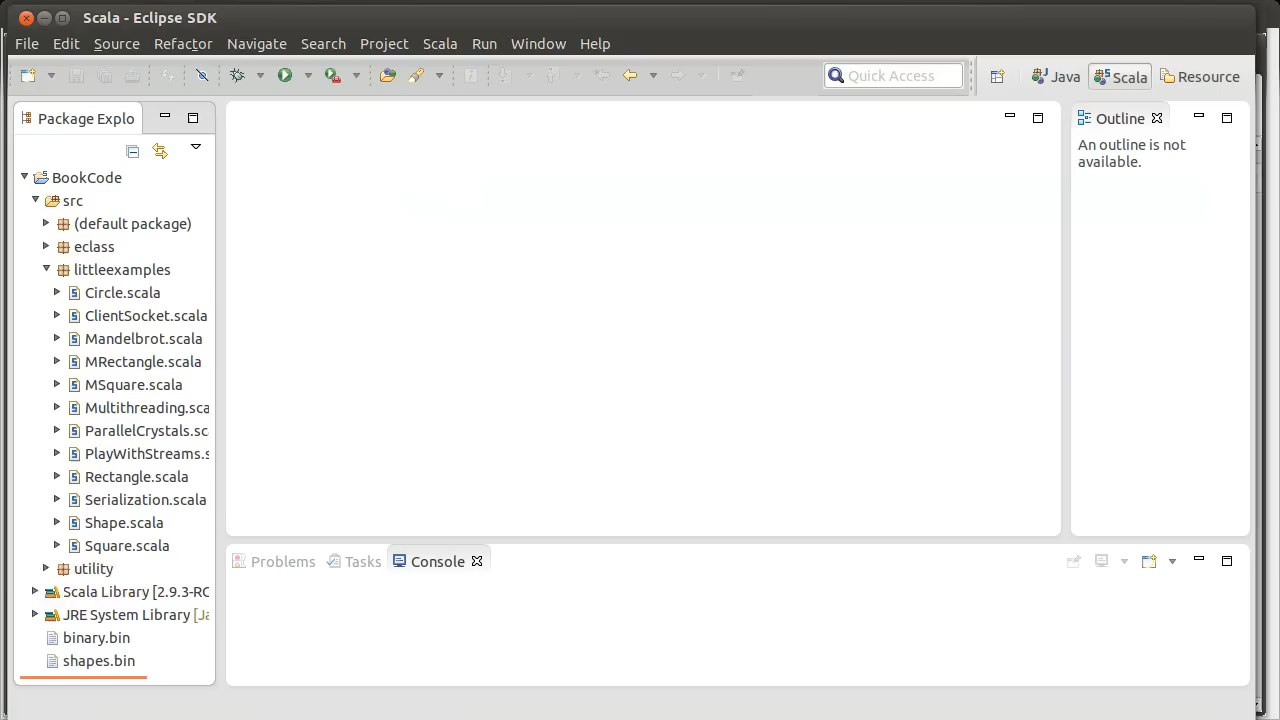 Scala - Eclipse SDK
File Edit Source Refactor Navigate Search Project Scala Run Window Help
Quick Access Java Scala Resource
Package Explo
Outline
An outline is not
available.
BookCode
src
(default package)
eclass
littleexamples
Circle.scala
ClientSocket.scala
Mandelbrot.scala
MRectangle.scala
MSquare.scala
Multithreading.sca
ParallelCrystals.sc
PlayWithStreams.s
Rectangle.scala
Serialization.scala
Shape.scala
Square.scala
utility
Scala Library [2.9.3-RC
JRE System Library [Ja
binary.bin
shapes.bin
Problems Tasks Console